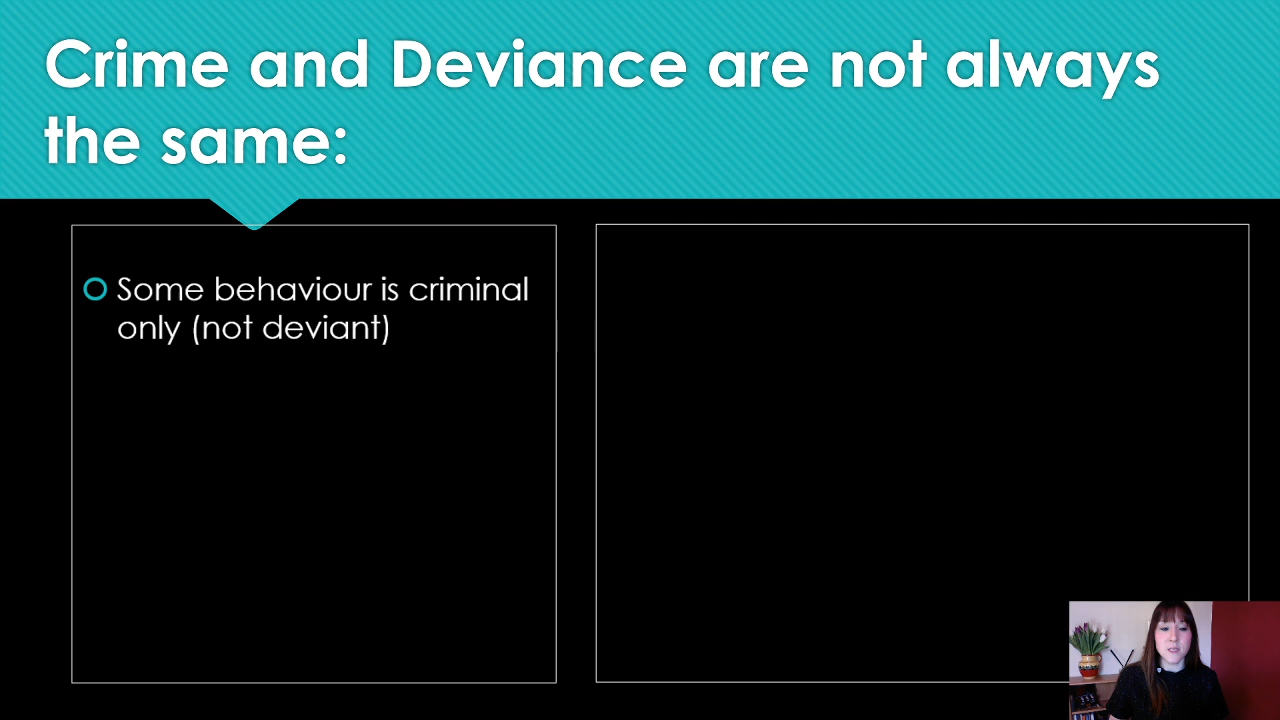 Crime and Deviance are not always
the same:
Some behaviour is criminal
only (not deviant)